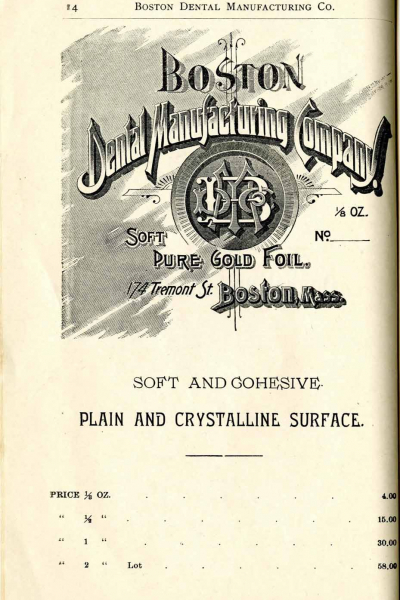 14 BOSTON DENTAL MANUFACTURING CO.
BOSTON
Dental Manufacturing Company!
⅛ OZ.
SOFT No
PURE GOLD FOIL.
174 Tremont St. Boston, Mass.
SOFT AND COHESIVE.
PLAIN AND CRYSTALLINE SURFACE.
PRICE ⅛ OZ. . . . . . . 4.00
" ½ " . . . . . . . 15.00
" 1 " . . . . . . . 30.00
" 2 " Lot . . . . . . 58.00